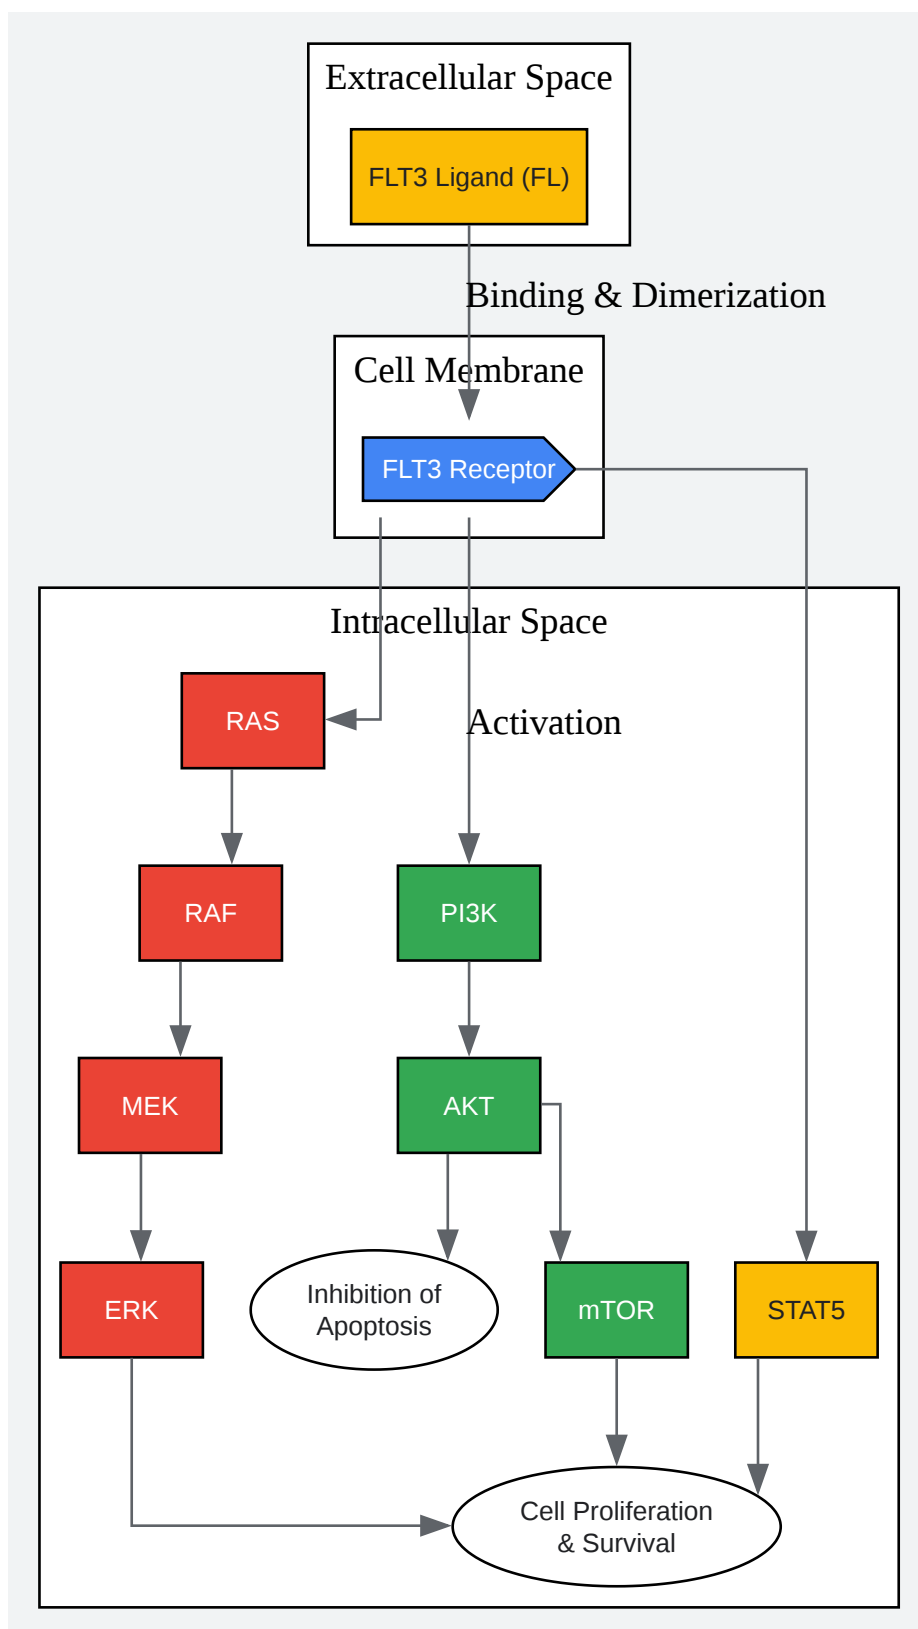 Extracellular Space
FLT3 Ligand (FL)
Binding & Dimerization
Cell Membrane
FLT3 Receptor
Intracellular Space
RAS
Activation
RAF
PI3K
MEK
AKT
ERK
Inhibition of
Apoptosis
mTOR
STAT5
Cell Proliferation
& Survival